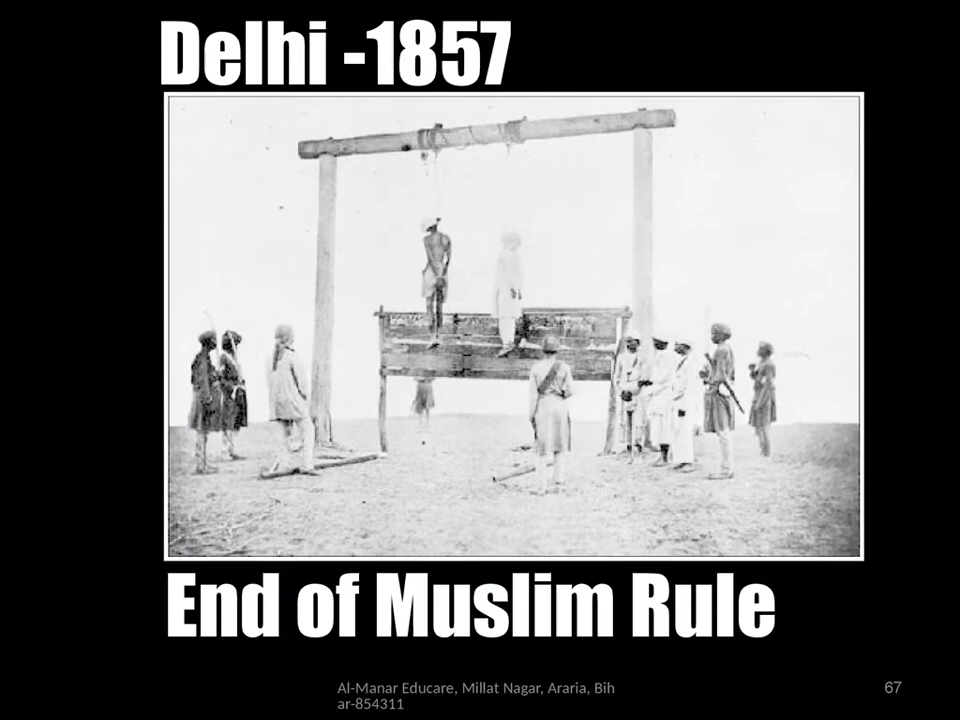 Delhi -1857
End of Muslim Rule
Al-Manar Educare, Millat Nagar, Araria, Bih
ar-854311
67